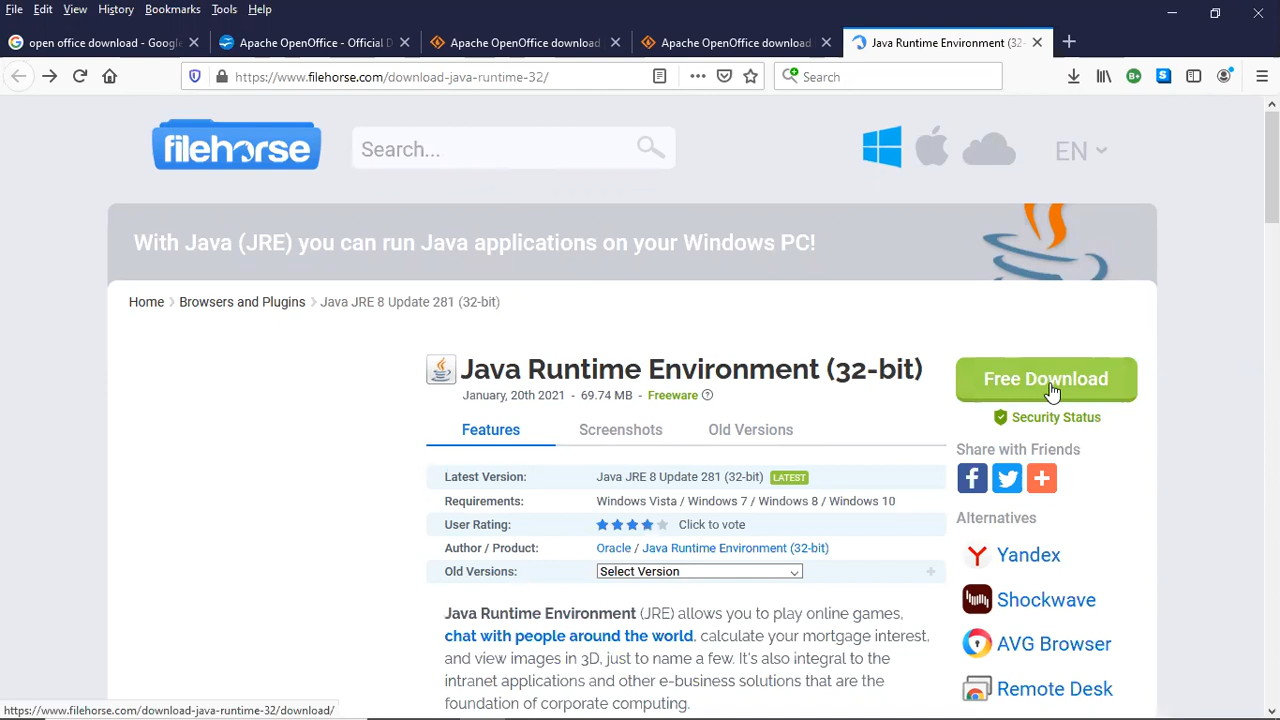 File Edit View History Bookmarks Tools Help
open office download - Google
Apache OpenOffice - Official D
Apache OpenOffice download
Apache OpenOffice download
Java Runtime Environment (32-
https://www.filehorse.com/download-java-runtime-32/
Search
filehorse
Search...
EN
With Java (JRE) you can run Java applications on your Windows PC!
Home Browsers and Plugins Java JRE 8 Update 281 (32-bit)
Java Runtime Environment (32-bit)
January, 20th 2021 - 69.74 MB - Freeware
Free Download
Security Status
Features Screenshots Old Versions
Share with Friends
Latest Version: Java JRE 8 Update 281 (32-bit) LATEST
Requirements: Windows Vista / Windows 7 / Windows 8 / Windows 10
User Rating: Click to vote
Author / Product: Oracle / Java Runtime Environment (32-bit)
Old Versions: Select Version
Alternatives
Yandex
Shockwave
AVG Browser
Remote Desk
Java Runtime Environment (JRE) allows you to play online games,
chat with people around the world, calculate your mortgage interest,
and view images in 3D, just to name a few. It's also integral to the
intranet applications and other e-business solutions that are the
foundation of corporate computing.
https://www.filehorse.com/download-java-runtime-32/download/